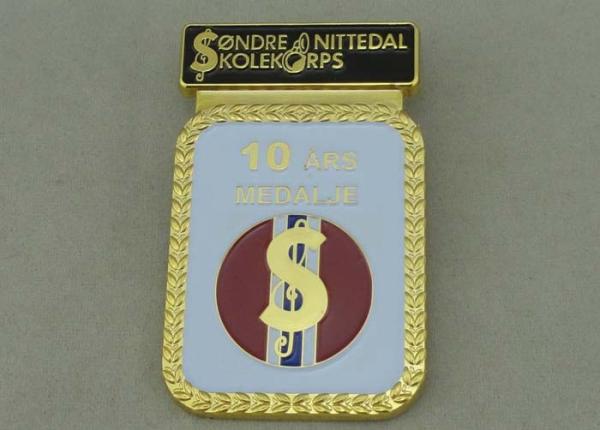 SØNDRE NITTEDAL
SKOLEKORPS
10 ÅRS
MEDALJE
S